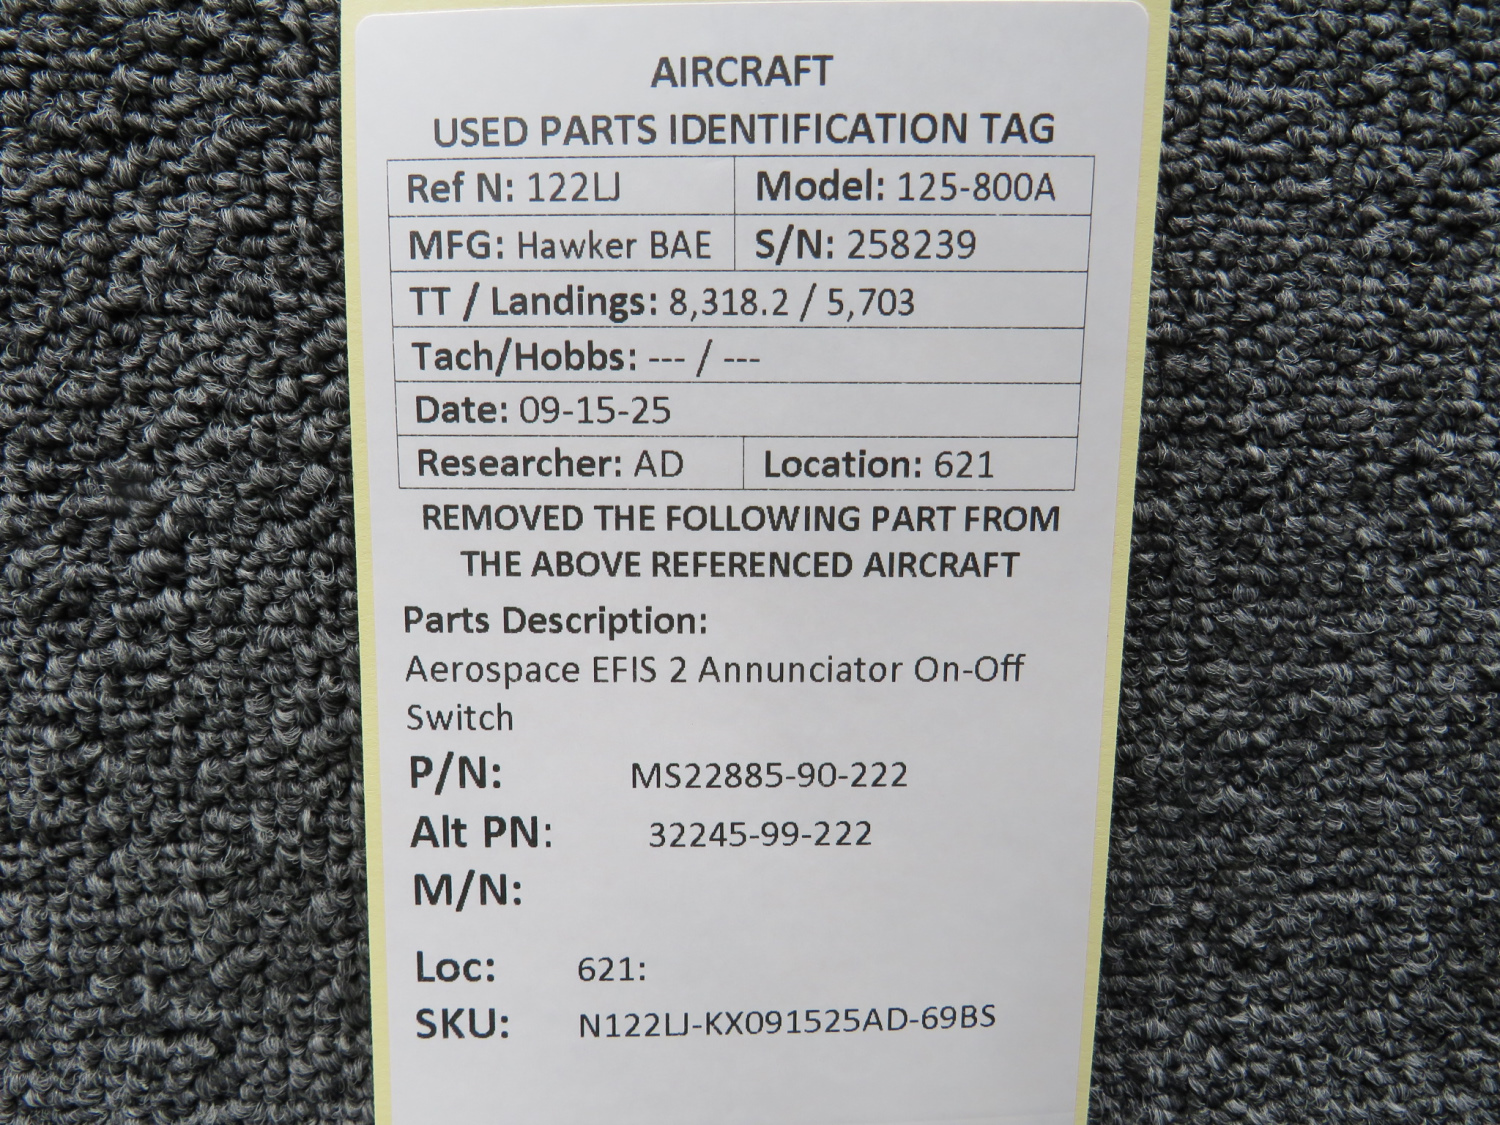 AIRCRAFT
USED PARTS IDENTIFICATION TAG
Ref N: 122LJ Model: 125-800A
MFG: Hawker BAE S/N: 258239
TT / Landings: 8,318.2 / 5,703
Tach/Hobbs: --- / ---
Date: 09-15-25
Researcher: AD Location: 621
REMOVED THE FOLLOWING PART FROM
THE ABOVE REFERENCED AIRCRAFT
Parts Description:
Aerospace EFIS 2 Annunciator On-Off
Switch
P/N: MS22885-90-222
Alt PN: 32245-99-222
M/N:
Loc: 621:
SKU: N122LJ-KX091525AD-69BS